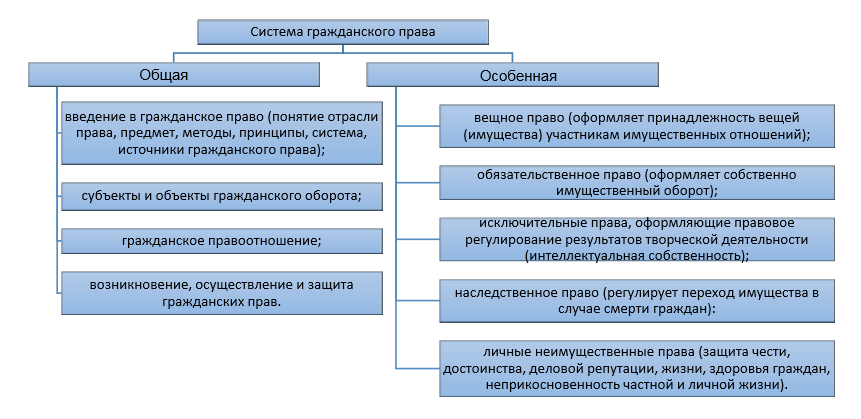 Система гражданского права
Общая
введение в гражданское право (понятие отрасли
права, предмет, методы, принципы, система,
источники гражданского права);
субъекты и объекты гражданского оборота;
гражданское правоотношение;
возникновение, осуществление и защита
гражданских прав.
Особенная
вещное право (оформляет принадлежность вещей
(имущества) участникам имущественных отношений);
обязательственное право (оформляет собственно
имущественный оборот);
исключительные права, оформляющие правовое
регулирование результатов творческой деятельности
(интеллектуальная собственность);
наследственное право (регулирует переход имущества в
случае смерти граждан):
личные неимущественные права (защита чести,
достоинства, деловой репутации, жизни, здоровья граждан,
неприкосновенность частной и личной жизни).